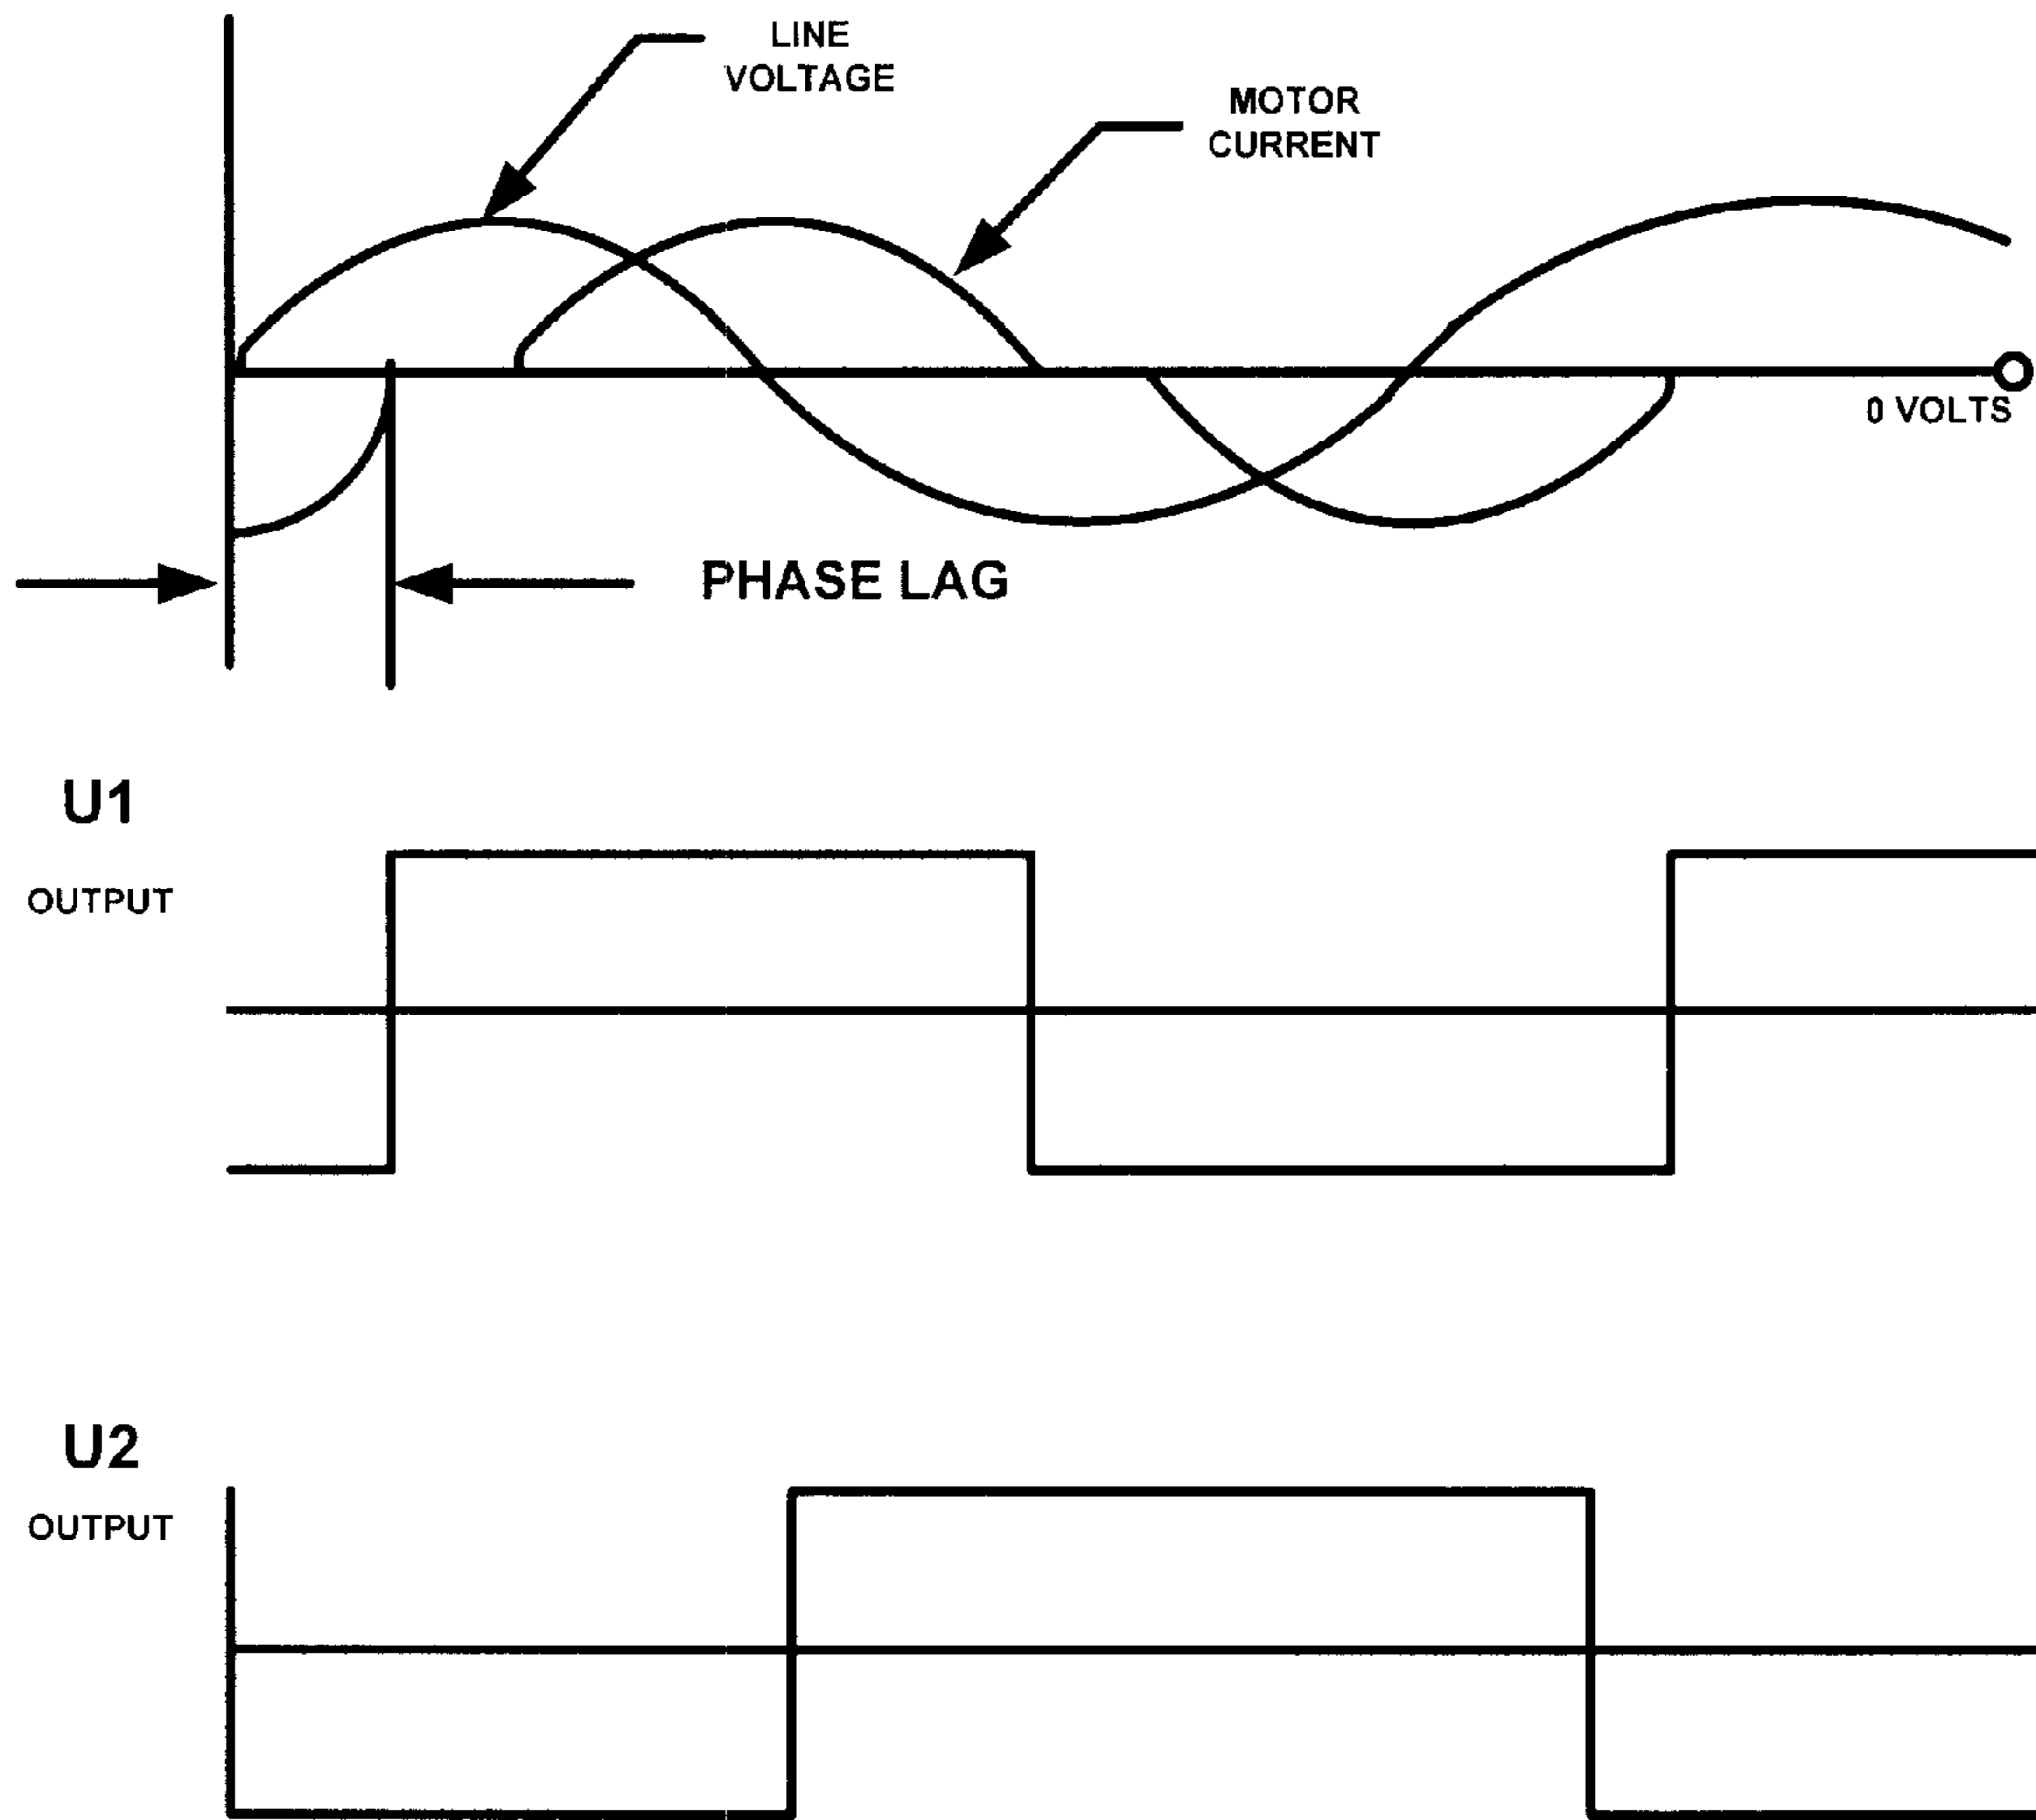 LINE
VOLTAGE
MOTOR
CURRENT
0 VOLTS
PHASE LAG
U1
OUTPUT
U2
OUTPUT